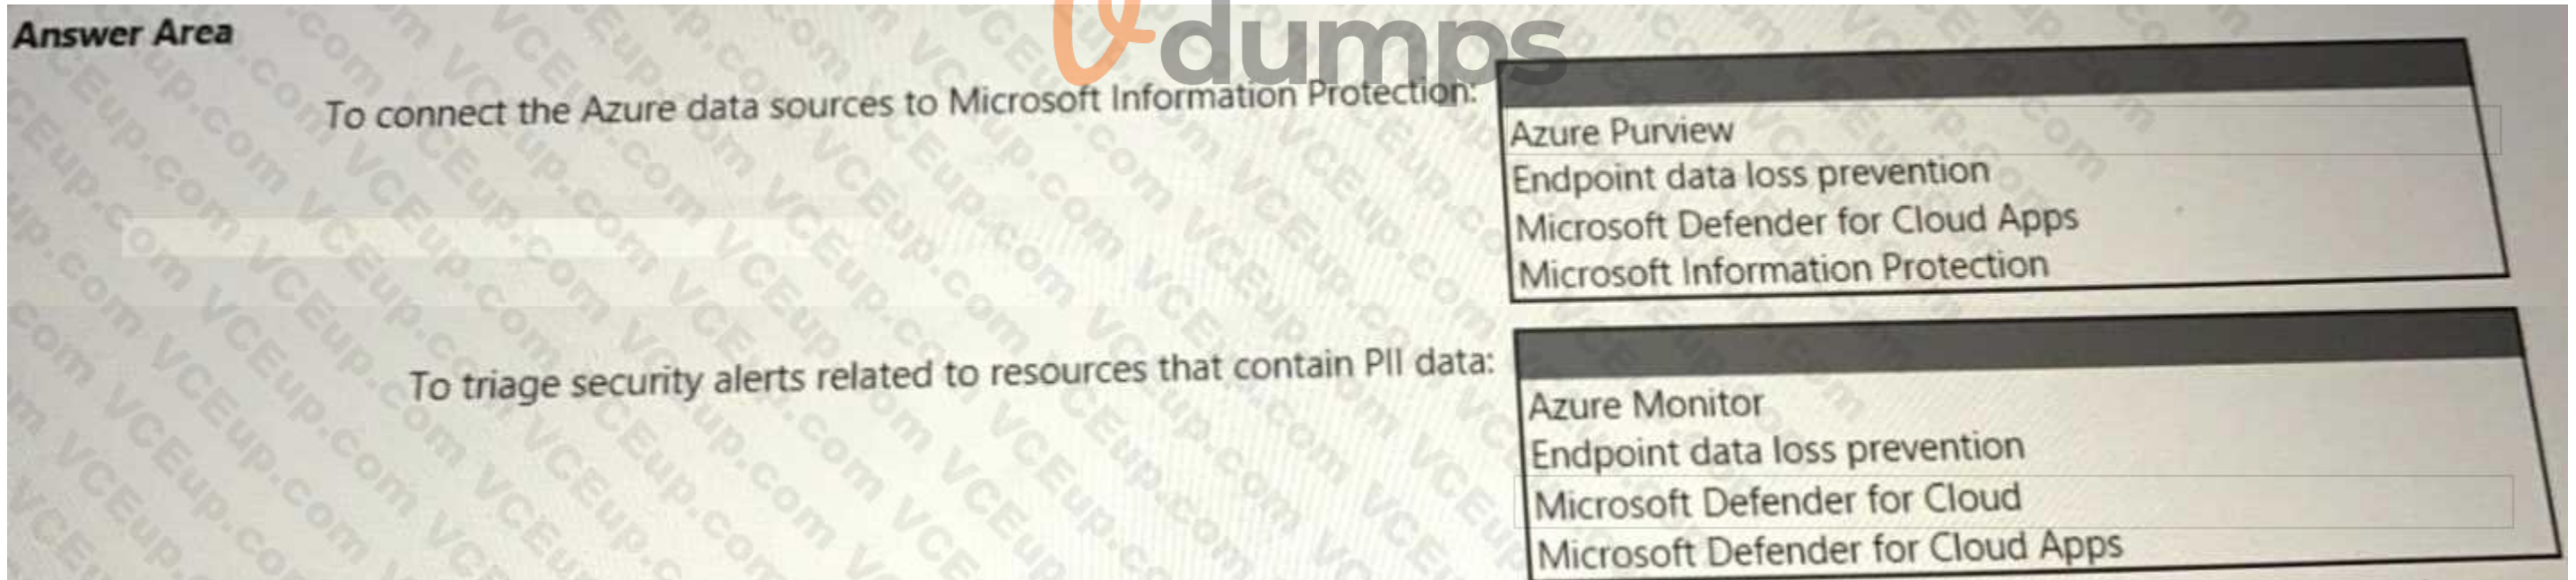 dumps
Answer Area
To connect the Azure data sources to Microsoft Information Protection:
Azure Purview
Endpoint data loss prevention
Microsoft Defender for Cloud Apps
Microsoft Information Protection
To triage security alerts related to resources that contain PII data:
Azure Monitor
Endpoint data loss prevention
Microsoft Defender for Cloud
Microsoft Defender for Cloud Apps
VCEup.com